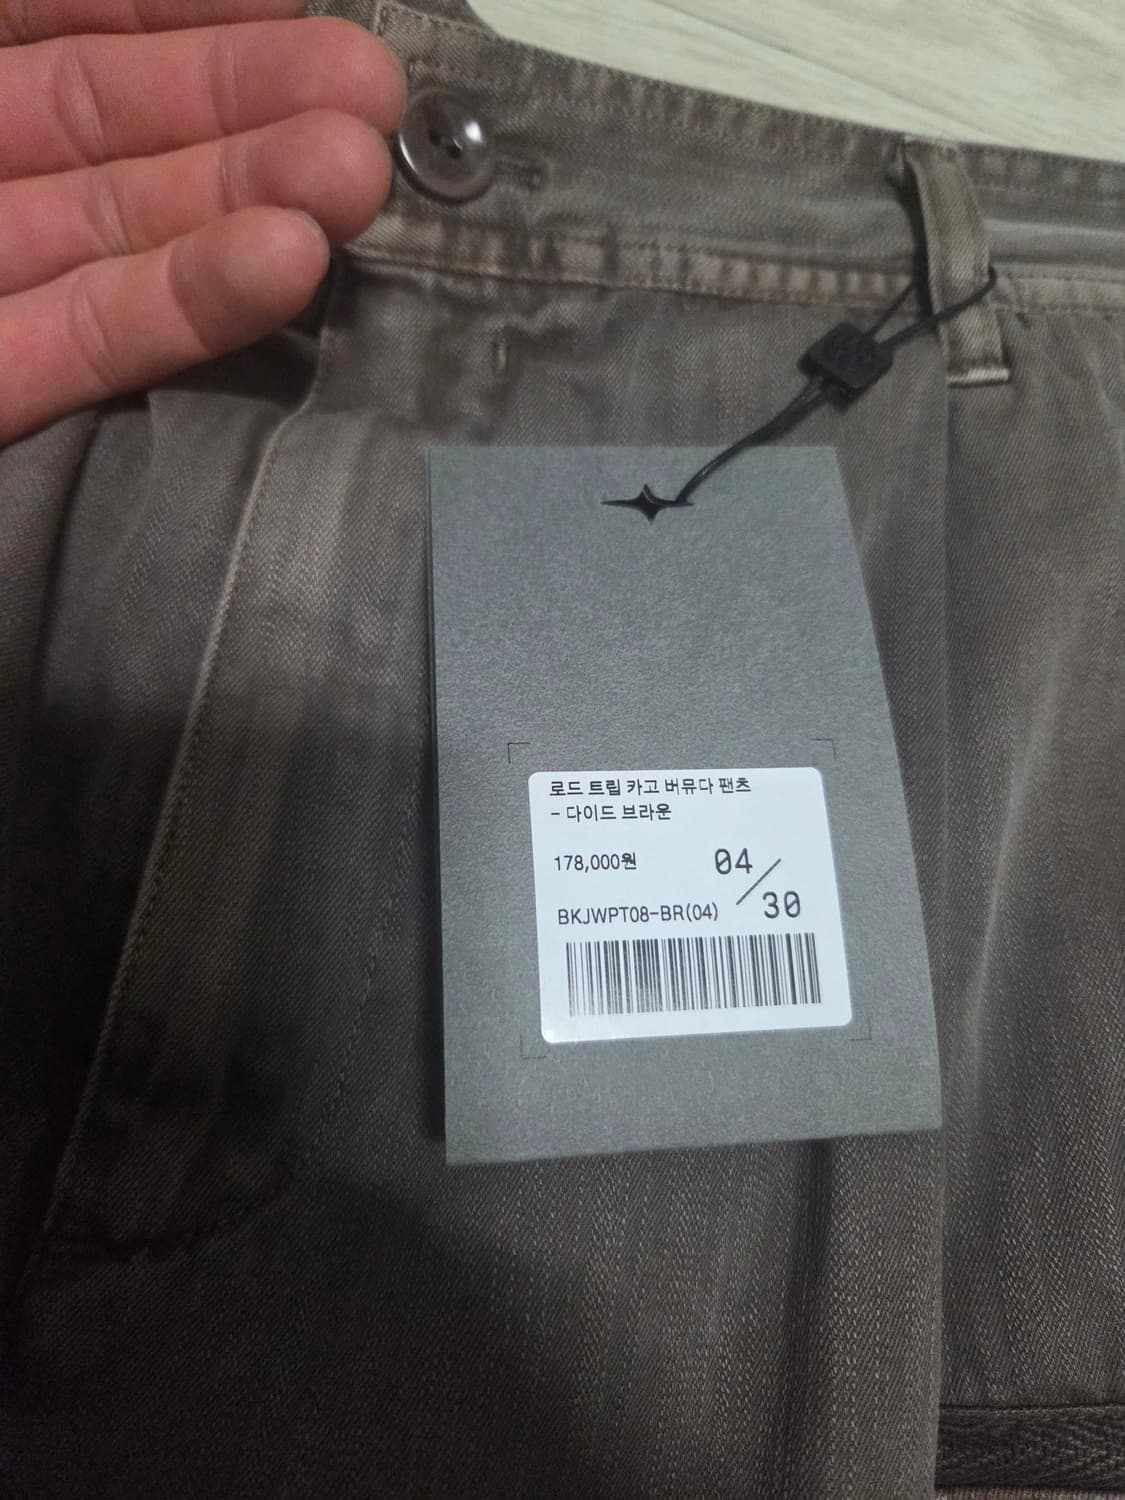 로드 트립 카고 버뮤다 팬츠
- 다이드 브라운
178,000원
04/30
BKJWPT08-BR(04)